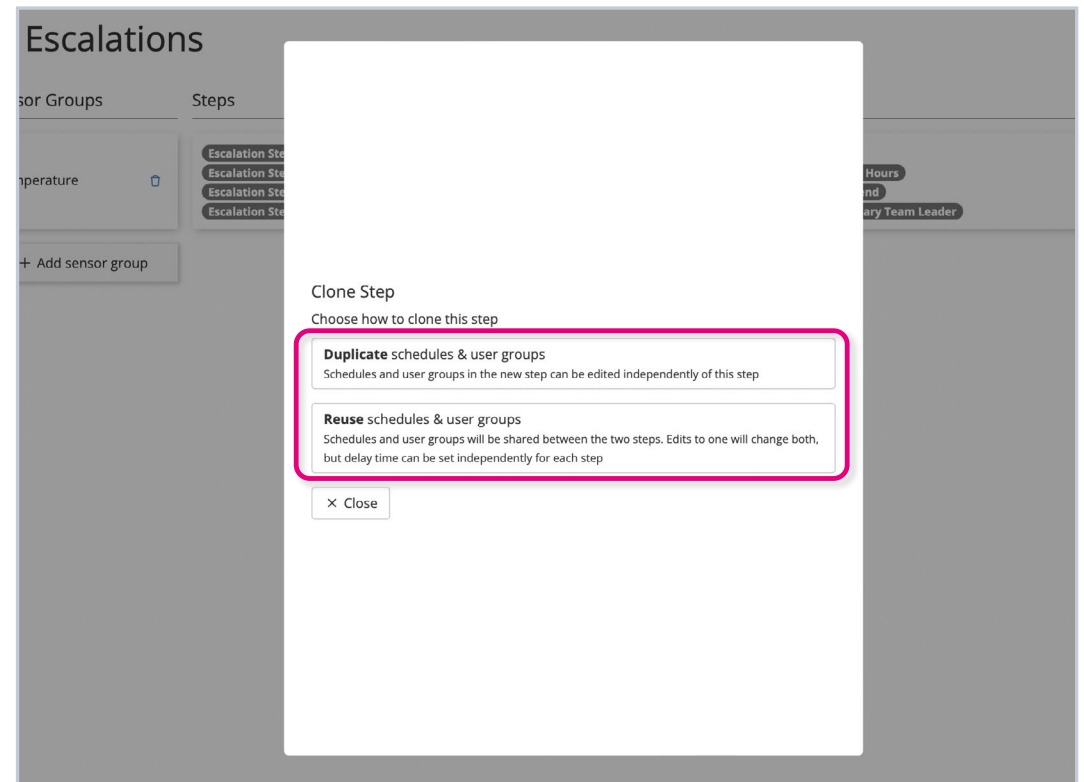 Escalations
sor Groups
Steps
Escalation Ste
Escalation Ste
Hours
nperature
Escalation Ste
end
Escalation Ste
ary Team Leader
+ Add sensor group
Clone Step
Choose how to clone this step
Duplicate schedules & user groups
Schedules and user groups in the new step can be edited independently of this step
Reuse schedules & user groups
Schedules and user groups will be shared between the two steps. Edits to one will change both,
but delay time can be set independently for each step
× Close